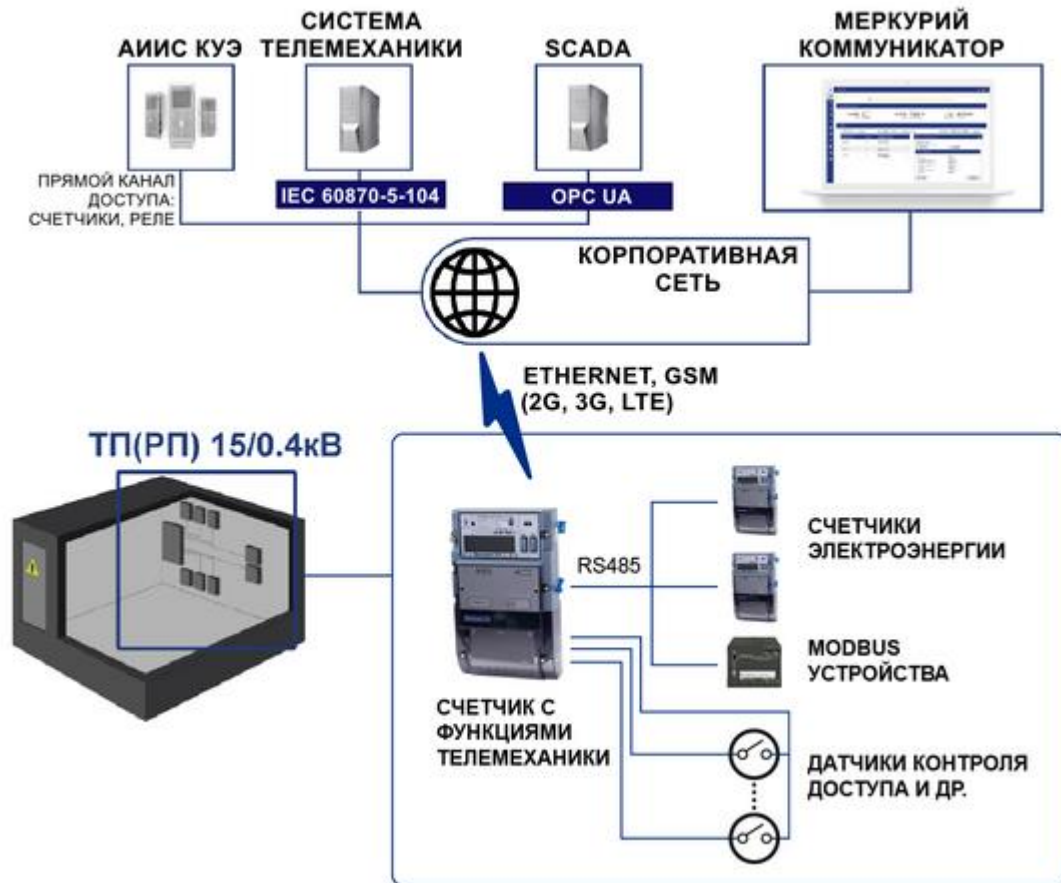 АИИС КУЭ
СИСТЕМА
ТЕЛЕМЕХАНИКИ
SCADA
МЕРКУРИЙ
КОММУНИКАТОР
ПРЯМОЙ КАНАЛ
ДОСТУПА:
СЧЕТЧИКИ, РЕЛЕ
IEC 60870-5-104
OPC UA
КОРПОРАТИВНАЯ
СЕТЬ
ETHERNET, GSM
(2G, 3G, LTE)
ТП(РП) 15/0.4кВ
RS485
СЧЕТЧИКИ
ЭЛЕКТРОЭНЕРГИИ
MODBUS
УСТРОЙСТВА
СЧЕТЧИК С
ФУНКЦИЯМИ
ТЕЛЕМЕХАНИКИ
ДАТЧИКИ КОНТРОЛЯ
ДОСТУПА И ДР.